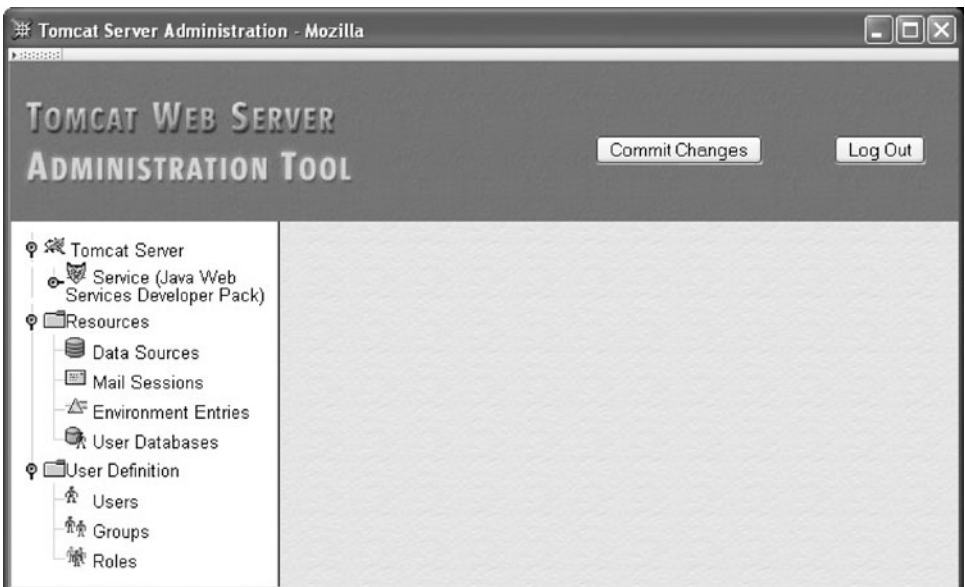 Tomcat Server Administration - Mozilla
TOMCAT WEB SERVER
ADMINISTRATION TOOL
Commit Changes
Log Out
Tomcat Server
Service (Java Web
Services Developer Pack)
Resources
Data Sources
Mail Sessions
Environment Entries
User Databases
User Definition
Users
Groups
Roles